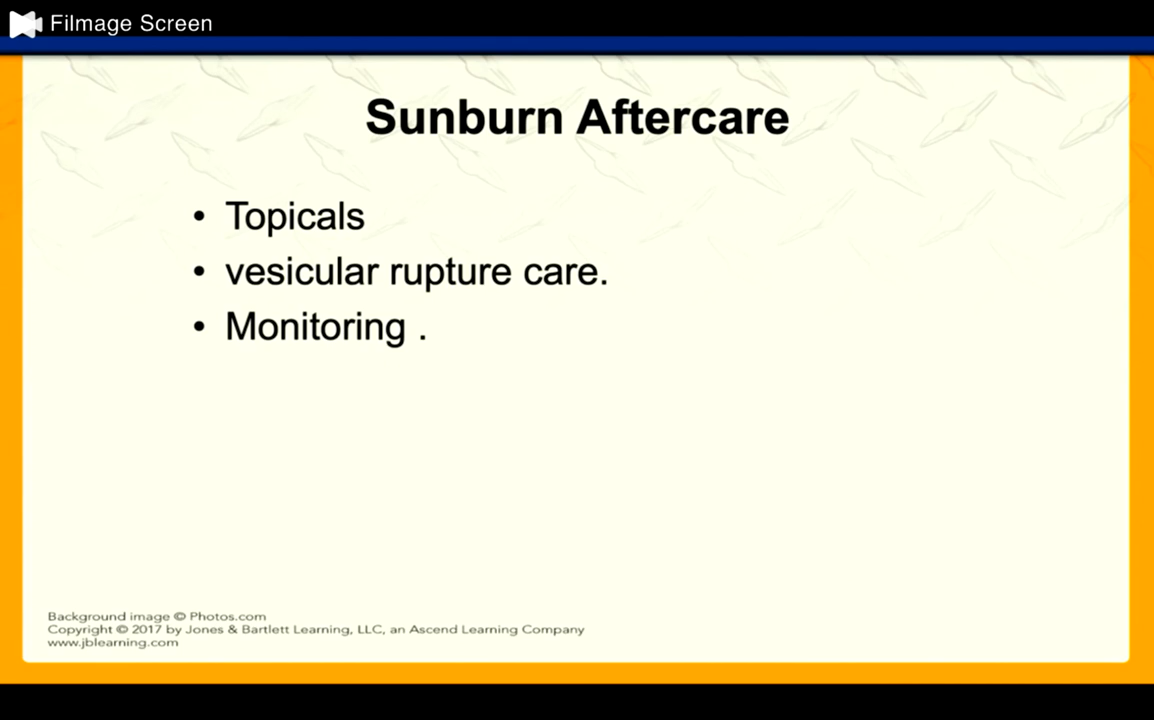 Filmage Screen
Sunburn Aftercare
• Topicals
• vesicular rupture care.
• Monitoring .
Background image © Photos.com
Copyright © 2017 by Jones & Bartlett Learning, LLC, an Ascend Learning Company
www.jblearning.com